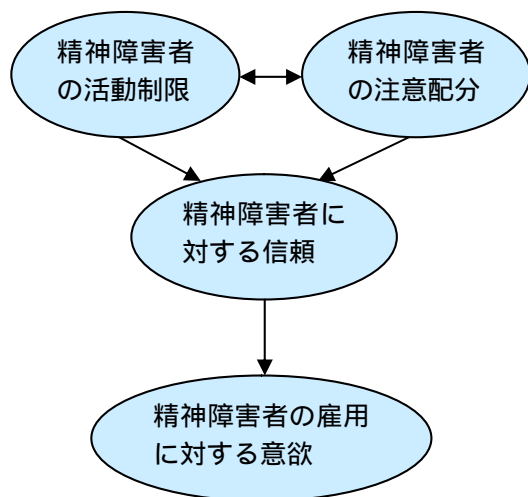 精神障害者
の活動制限
精神障害者
の注意配分
精神障害者に
対する信頼
精神障害者の雇用
に対する意欲